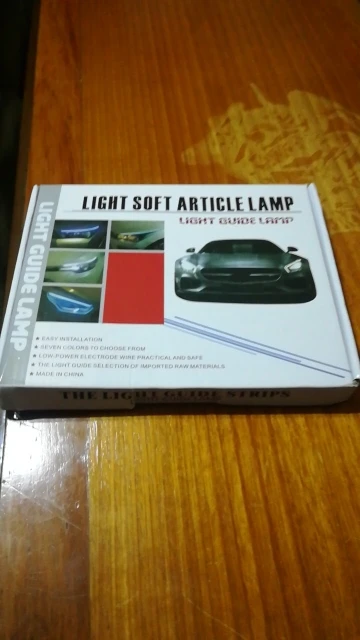 LIGHT SOFT ARTICLE LAMP
LIGHT GUIDE LAMP
LIGHT GUIDE LAMP
★ EASY INSTALLATION
★ SEVEN COLORS TO CHOOSE FROM
★ LOW-POWER ELECTRODE WIRE PRACTICAL AND SAFE
★ THE LIGHT GUIDE SELECTION OF IMPORTED RAW MATERIALS
★ MADE IN CHINA
THE LIGHT GUIDE STRIPS